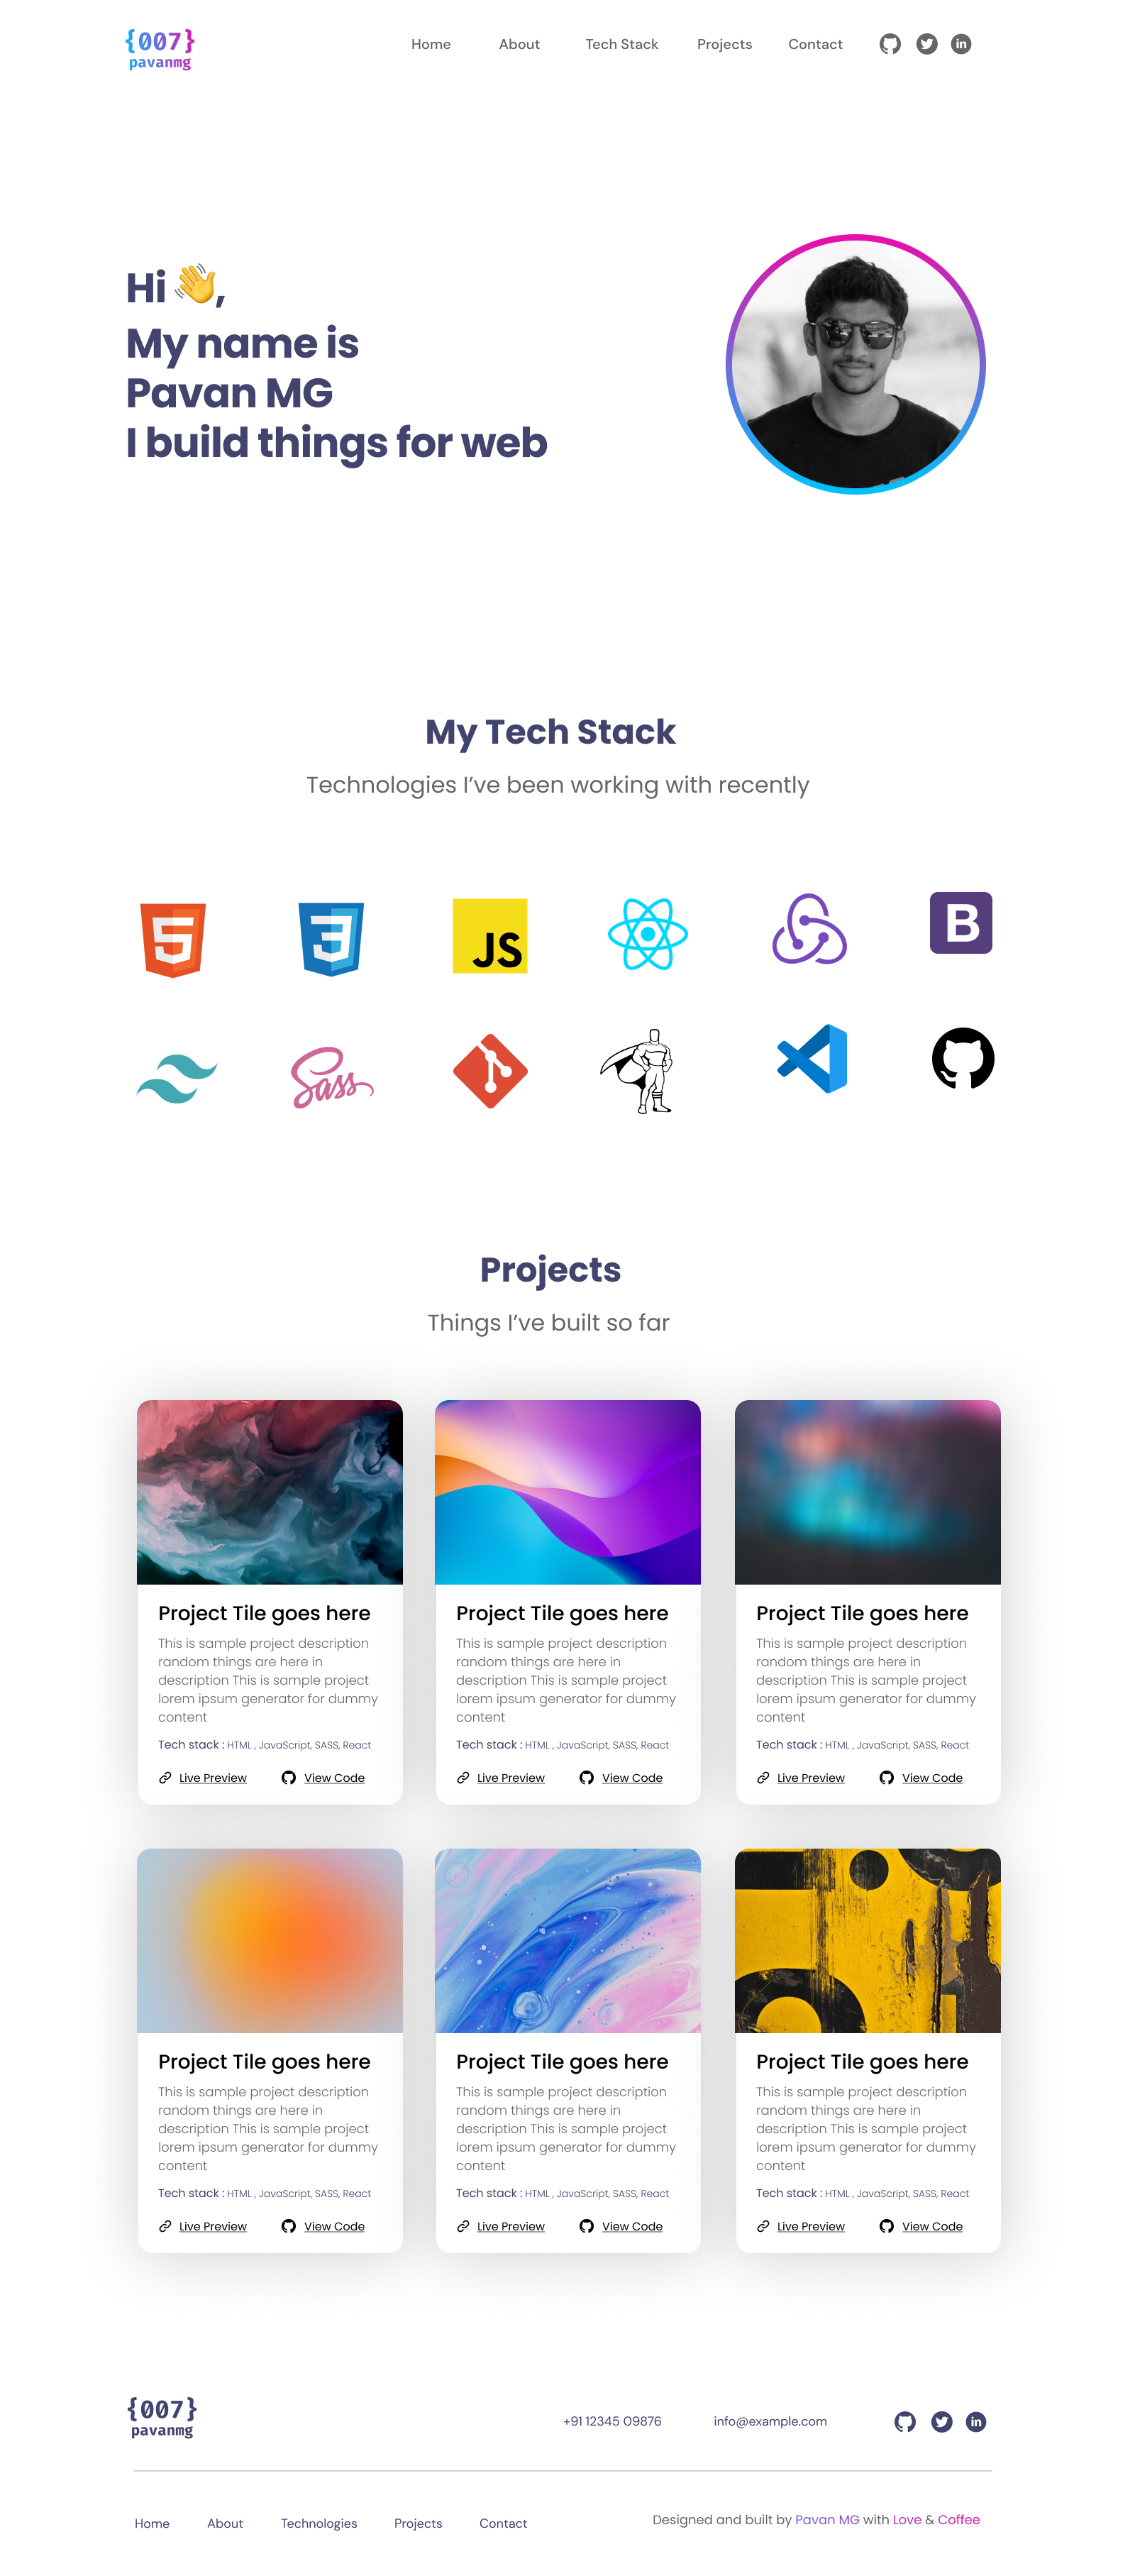 {007}
pavanmg
Home About Tech Stack Projects Contact in
Hi 👋,
My name is
Pavan MG
I build things for web
My Tech Stack
Technologies I’ve been working with recently
5 3 JS B
Sass
Projects
Things I’ve built so far
Project Tile goes here
This is sample project description
random things are here in
description This is sample project
lorem ipsum generator for dummy
content
Tech stack : HTML , JavaScript, SASS, React
Live Preview View Code
Project Tile goes here
This is sample project description
random things are here in
description This is sample project
lorem ipsum generator for dummy
content
Tech stack : HTML , JavaScript, SASS, React
Live Preview View Code
Project Tile goes here
This is sample project description
random things are here in
description This is sample project
lorem ipsum generator for dummy
content
Tech stack : HTML , JavaScript, SASS, React
Live Preview View Code
Project Tile goes here
This is sample project description
random things are here in
description This is sample project
lorem ipsum generator for dummy
content
Tech stack : HTML , JavaScript, SASS, React
Live Preview View Code
Project Tile goes here
This is sample project description
random things are here in
description This is sample project
lorem ipsum generator for dummy
content
Tech stack : HTML , JavaScript, SASS, React
Live Preview View Code
Project Tile goes here
This is sample project description
random things are here in
description This is sample project
lorem ipsum generator for dummy
content
Tech stack : HTML , JavaScript, SASS, React
Live Preview View Code
{007}
pavanmg
+91 12345 09876 info@example.com in
Home About Technologies Projects Contact
Designed and built by Pavan MG with Love & Coffee